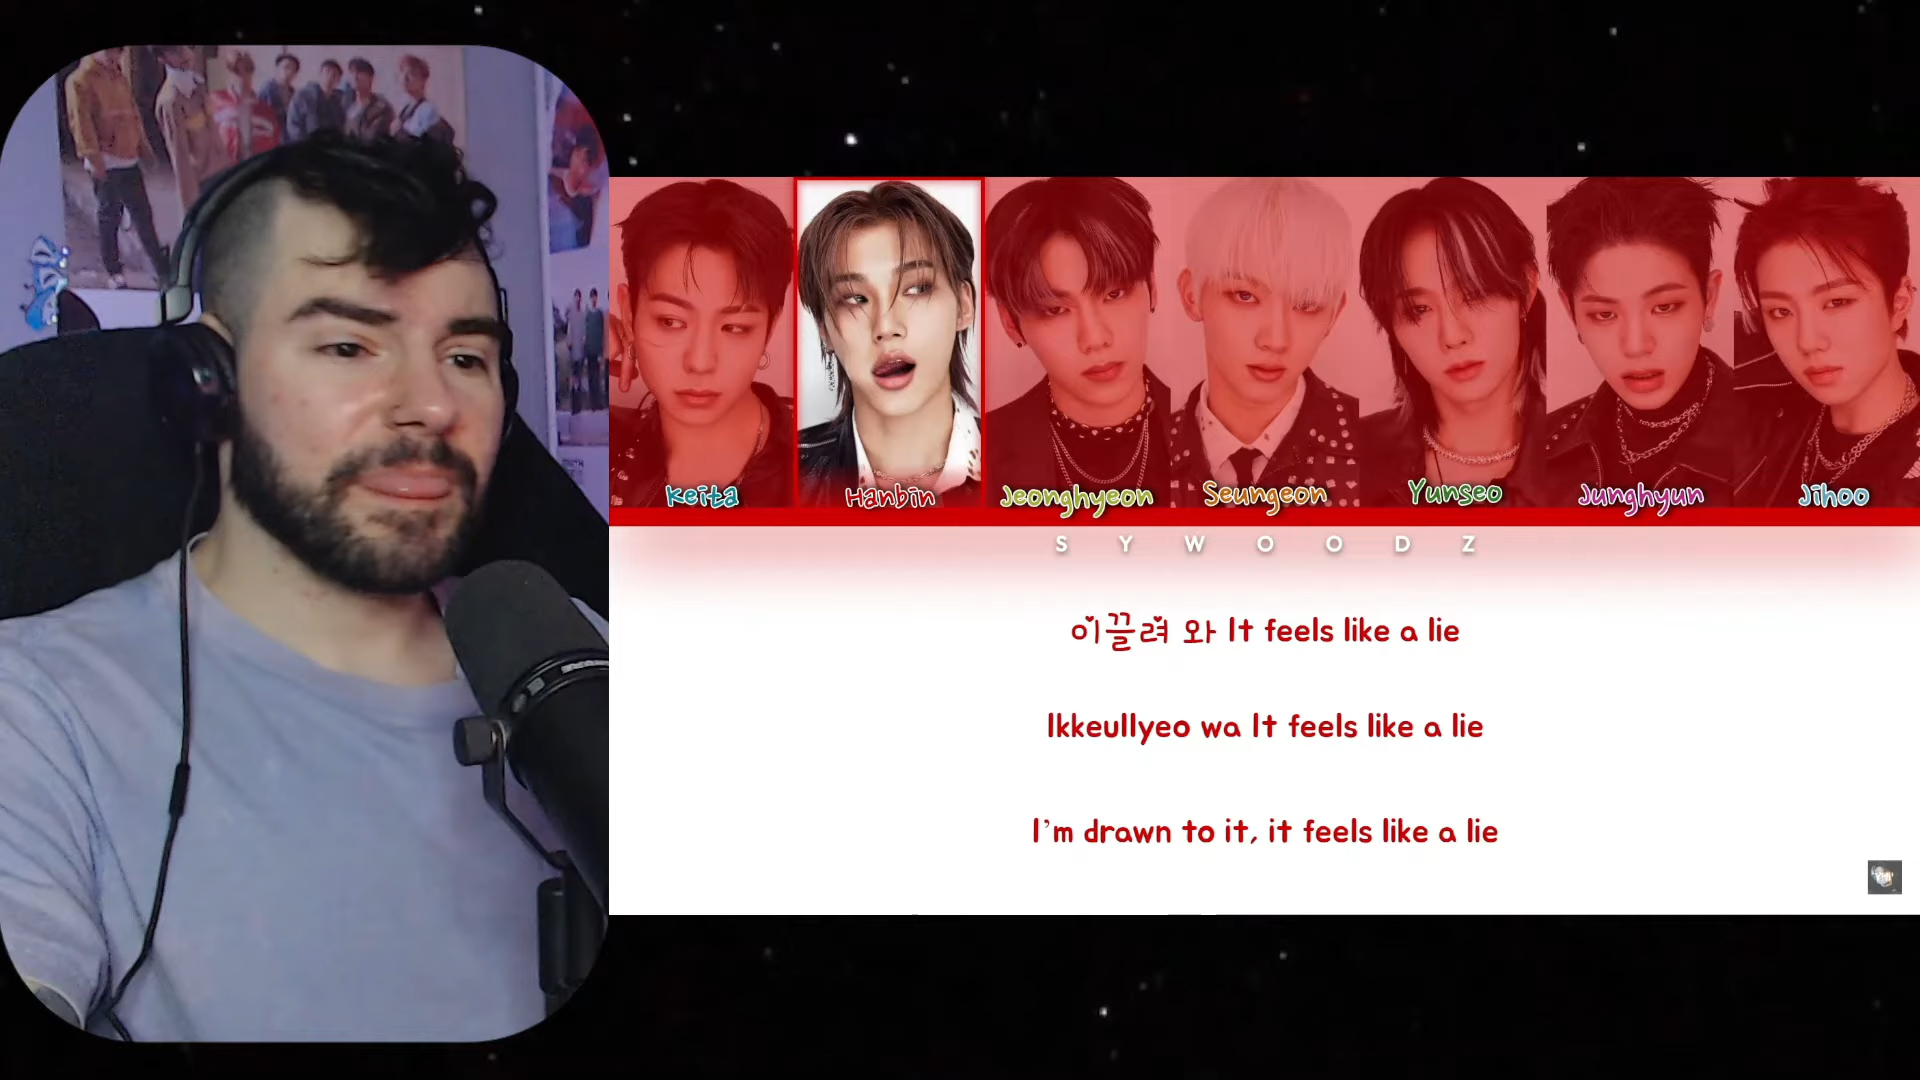 Keita
Hanbin
Jeonghyeon
Seungeon
Yunseo
Junghyun
Jihoo
SYWOODZ
이끌려 와 It feels like a lie
Ikkeullyeo wa It feels like a lie
I'm drawn to it, it feels like a lie